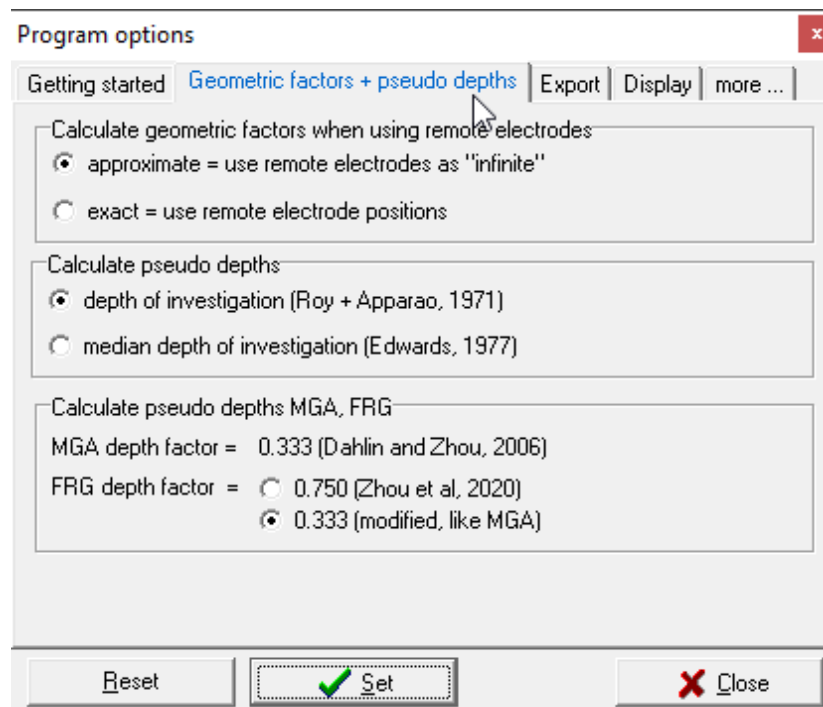 Program options
x
Getting started
Geometric factors + pseudo depths
Export
Display
more ...
Calculate geometric factors when using remote electrodes
approximate = use remote electrodes as "infinite"
exact = use remote electrode positions
Calculate pseudo depths
depth of investigation (Roy + Apparao, 1971)
median depth of investigation (Edwards, 1977)
Calculate pseudo depths MGA, FRG
MGA depth factor = 0.333 (Dahlin and Zhou, 2006)
FRG depth factor = 0.750 (Zhou et al, 2020)
0.333 (modified, like MGA)
Reset
Set
Close